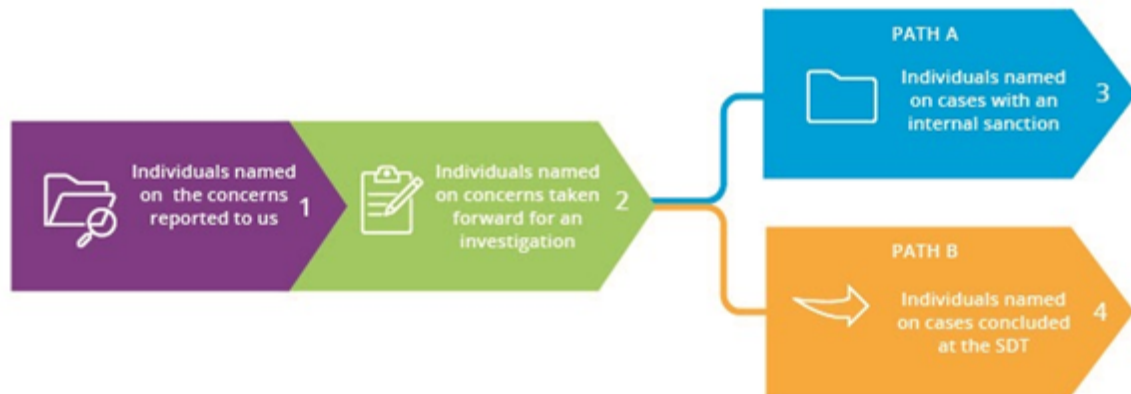 Individuals named
on the concerns
reported to us
1
Individuals named
on concerns taken
forward for an
investigation
2
PATH A
Individuals named
on cases with an
internal sanction
3
PATH B
Individuals named
on cases concluded
at the SDT
4